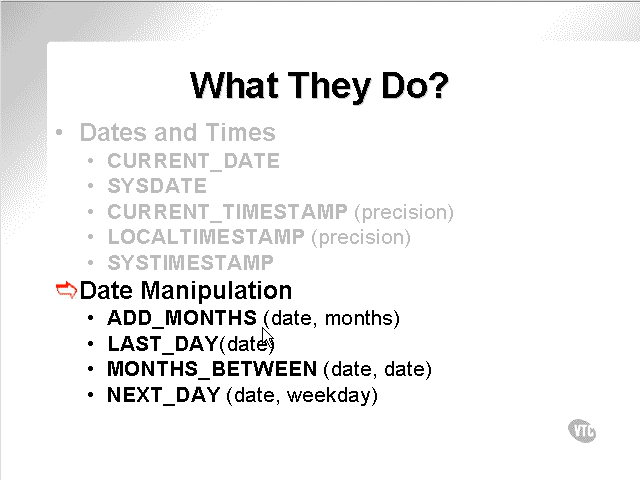 What They Do?
• Dates and Times
• CURRENT_DATE
• SYSDATE
• CURRENT_TIMESTAMP (precision)
• LOCALTIMESTAMP (precision)
• SYSTIMESTAMP
Date Manipulation
• ADD_MONTHS (date, months)
• LAST_DAY(date)
• MONTHS_BETWEEN (date, date)
• NEXT_DAY (date, weekday)
VTC